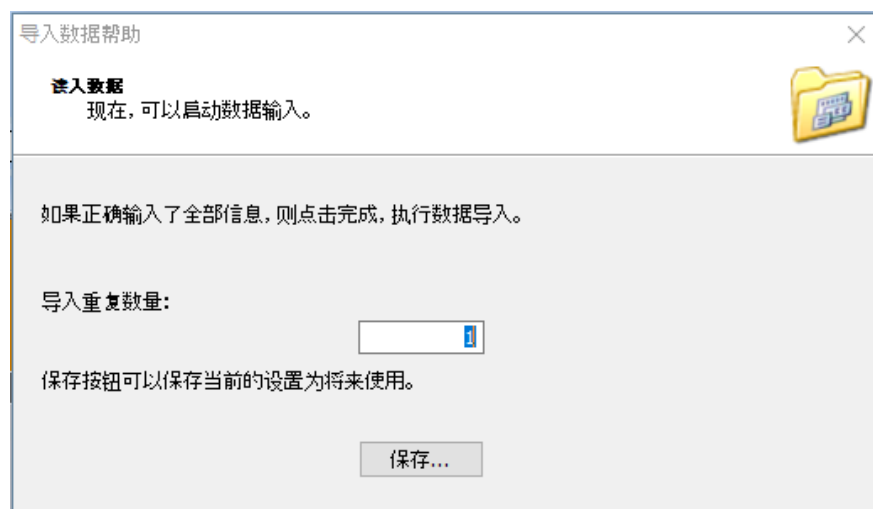 导入数据帮助
读入数据
现在,可以启动数据输入。
如果正确输入了全部信息,则点击完成,执行数据导入。
导入重复数量:
1
保存按钮可以保存当前的设置为将来使用。
保存...